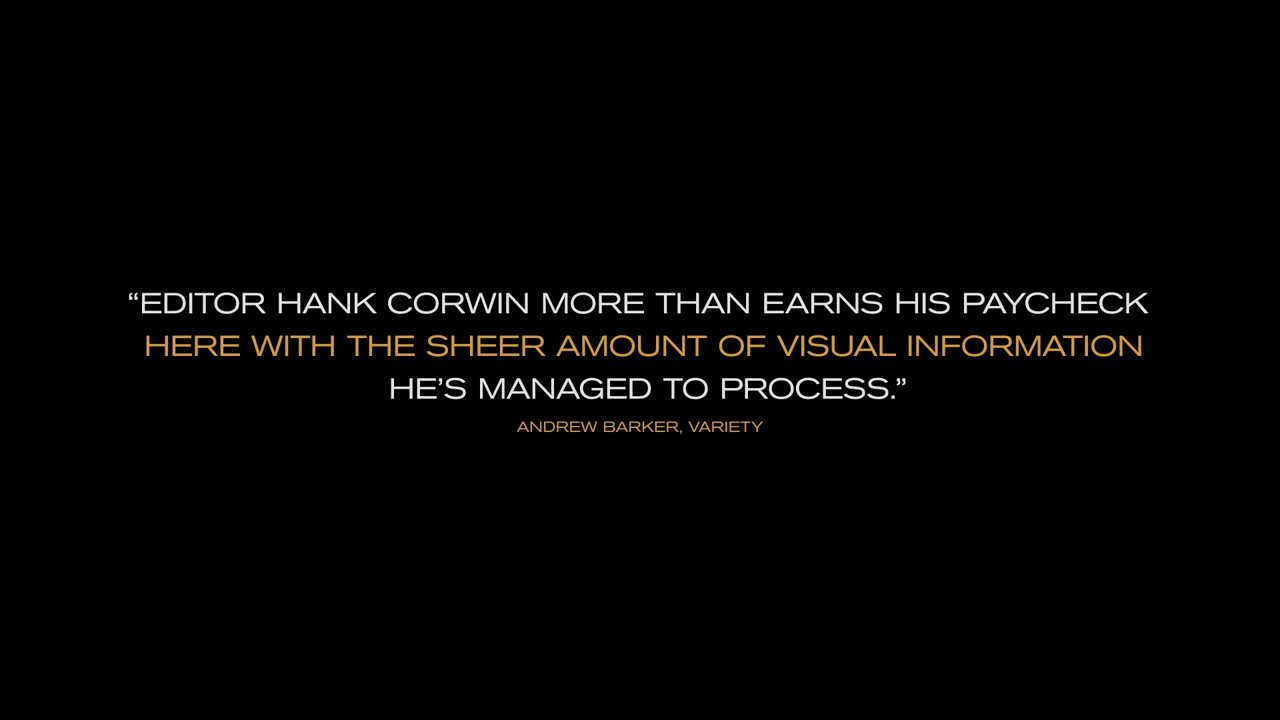 “EDITOR HANK CORWIN MORE THAN EARNS HIS PAYCHECK
HERE WITH THE SHEER AMOUNT OF VISUAL INFORMATION
HE’S MANAGED TO PROCESS.”
ANDREW BARKER, VARIETY